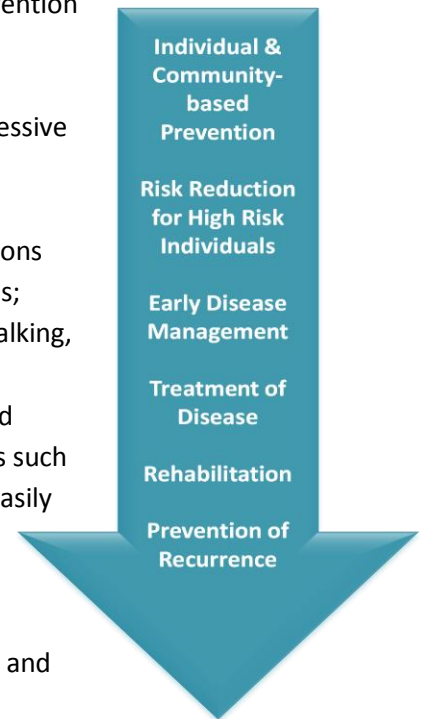 ention
essive
ons
s;
alking,
d
s such
asily
and
Individual &
Community-
based
Prevention
Risk Reduction
for High Risk
Individuals
Early Disease
Management
Treatment of
Disease
Rehabilitation
Prevention of
Recurrence